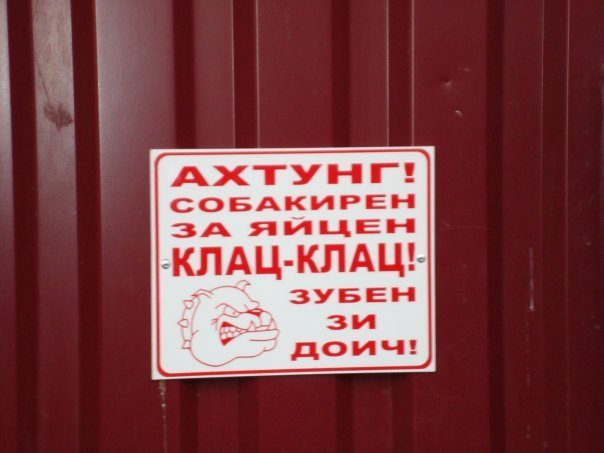 АХТУНГ!
СОБАКИРЕН
ЗА ЯЙЦЕН
КЛАЦ-КЛАЦ!
ЗУБЕН
ЗИ
ДОИЧ!